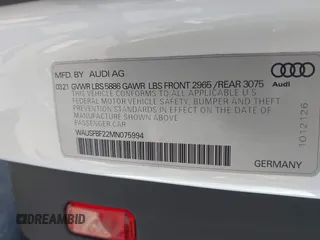 MFD BY AUDI AG
03.21 GVWR LBS 5886 GAWR LBS FRONT 2965 /REAR 3075
THIS VEHICLE CONFORMS TO ALL APPLICABLE U.S.
FEDERAL MOTOR VEHICLE SAFETY, BUMPER AND THEFT
PREVENTION STANDARDS IN EFFECT ON THE DATE OF
MANUFACTURE SHOWN ABOVE.
PASSENGER CAR
WAUSFBF22MN075994
GERMANY
Audi
1012126
DREAMBID